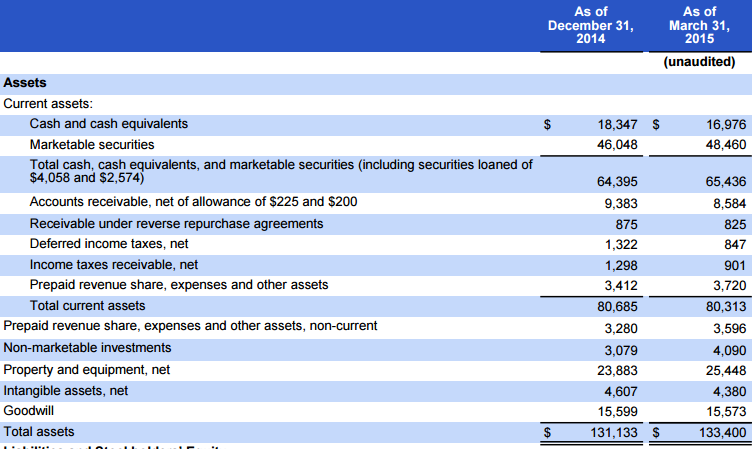 As of December 31, 2014 As of March 31, 2015
(unaudited)
Assets
Current assets:
Cash and cash equivalents $ 18,347 $ 16,976
Marketable securities 46,048 48,460
Total cash, cash equivalents, and marketable securities (including securities loaned of
$4,058 and $2,574) 64,395 65,436
Accounts receivable, net of allowance of $225 and $200 9,383 8,584
Receivable under reverse repurchase agreements 875 825
Deferred income taxes, net 1,322 847
Income taxes receivable, net 1,298 901
Prepaid revenue share, expenses and other assets 3,412 3,720
Total current assets 80,685 80,313
Prepaid revenue share, expenses and other assets, non-current 3,280 3,596
Non-marketable investments 3,079 4,090
Property and equipment, net 23,883 25,448
Intangible assets, net 4,607 4,380
Goodwill 15,599 15,573
Total assets $ 131,133 $ 133,400